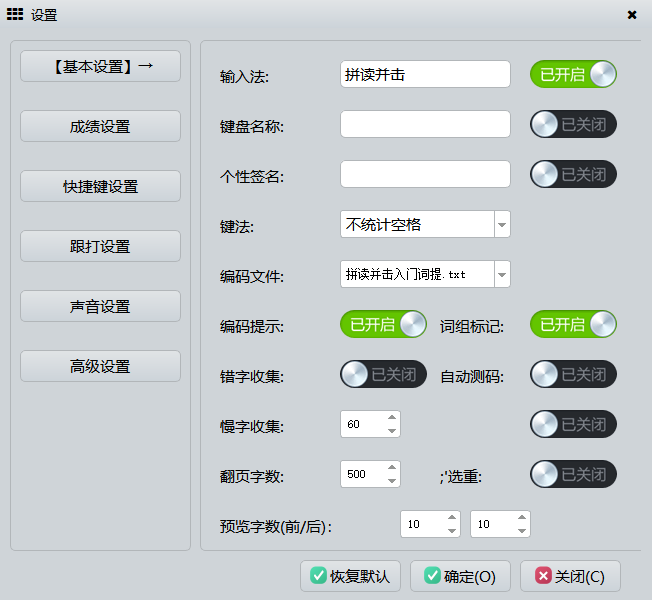 设置
【基本设置】→
成绩设置
快捷键设置
跟打设置
声音设置
高级设置
输入法: 拼读并击 已开启
键盘名称: 已关闭
个性签名: 已关闭
键法: 不统计空格
编码文件: 拼读并击入门词提.txt
编码提示: 已开启 词组标记: 已开启
错字收集: 已关闭 自动测码: 已关闭
慢字收集: 60 已关闭
翻页字数: 500 ;'选重: 已关闭
预览字数(前/后): 10 10
恢复默认 确定(O) 关闭(C)